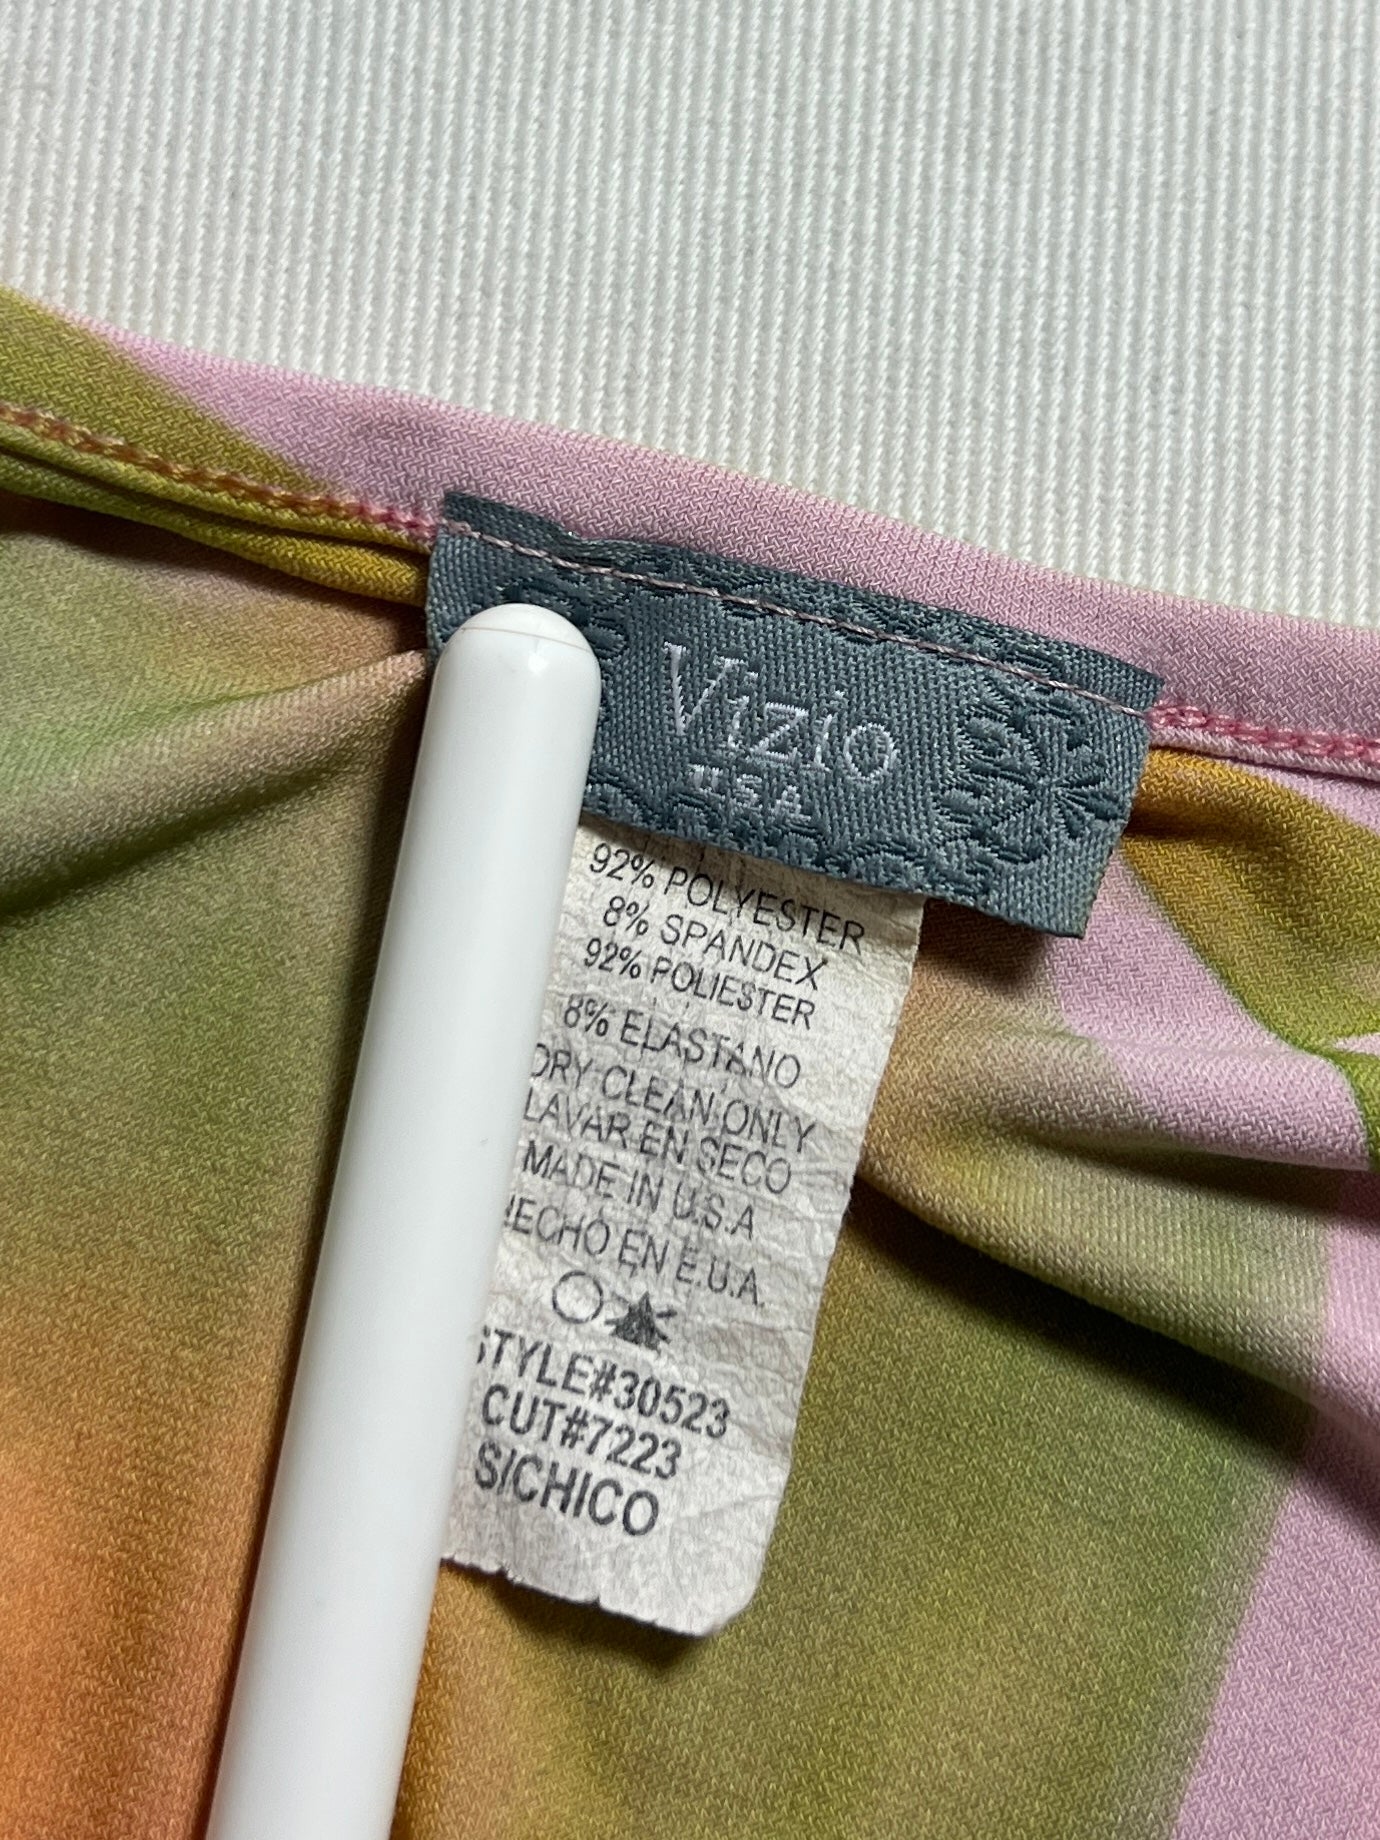 Vizio
U.S.A
92% POLYESTER
8% SPANDEX
92% POLIESTER
8% ELASTANO
DRY CLEAN ONLY
LAVAR EN SECO
MADE IN U.S.A
HECHO EN E.U.A.
STYLE#30523
CUT#7223
S/CHICO